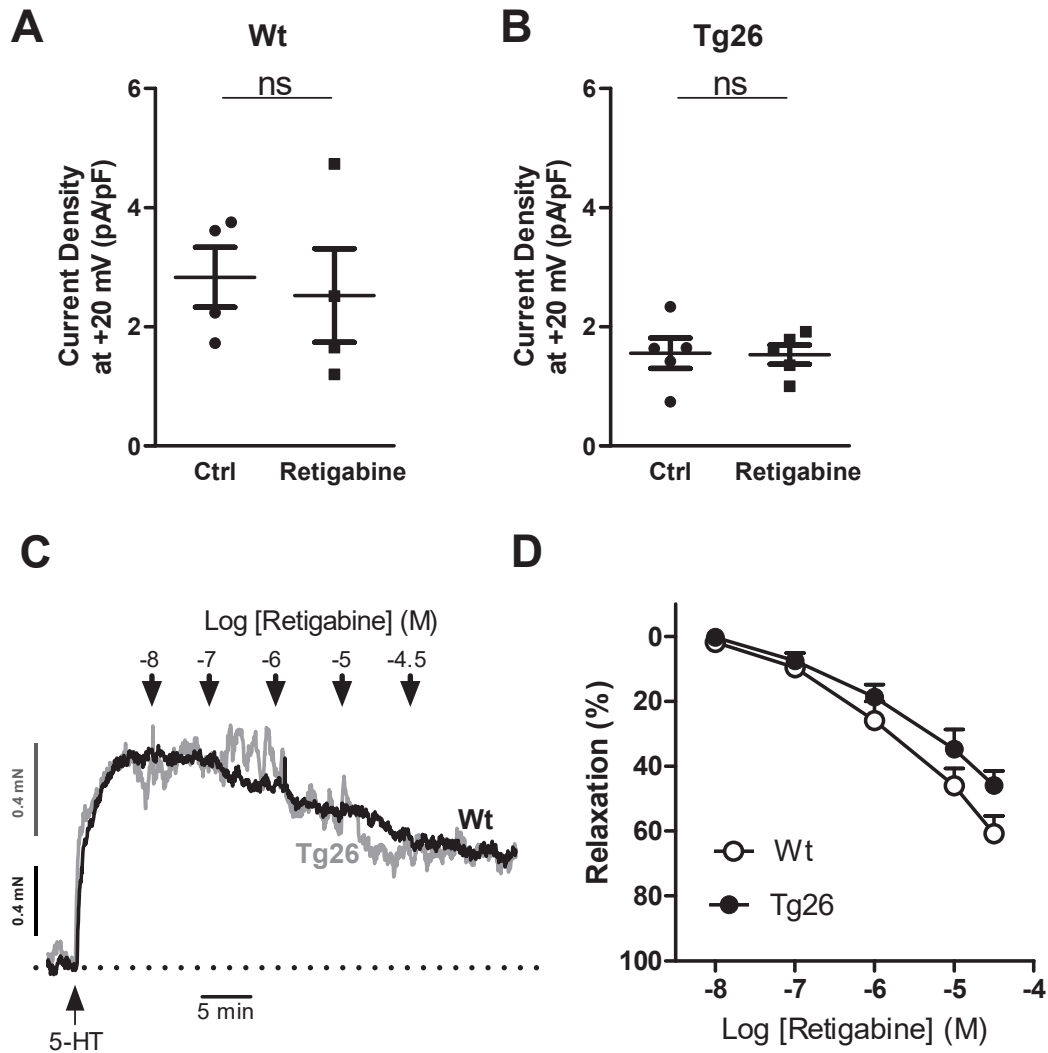 A
Wt
ns
6
4
2
0
Current Density
at +20 mV (pA/pF)
Ctrl
Retigabine
B
Tg26
ns
6
4
2
0
Current Density
at +20 mV (pA/pF)
Ctrl
Retigabine
C
Log [Retigabine] (M)
-8
-7
-6
-5
-4.5
0.4 mN
0.4 mN
Wt
Tg26
5 min
5-HT
D
0
20
40
60
80
100
Relaxation (%)
Wt
Tg26
-8
-7
-6
-5
-4
Log [Retigabine] (M)